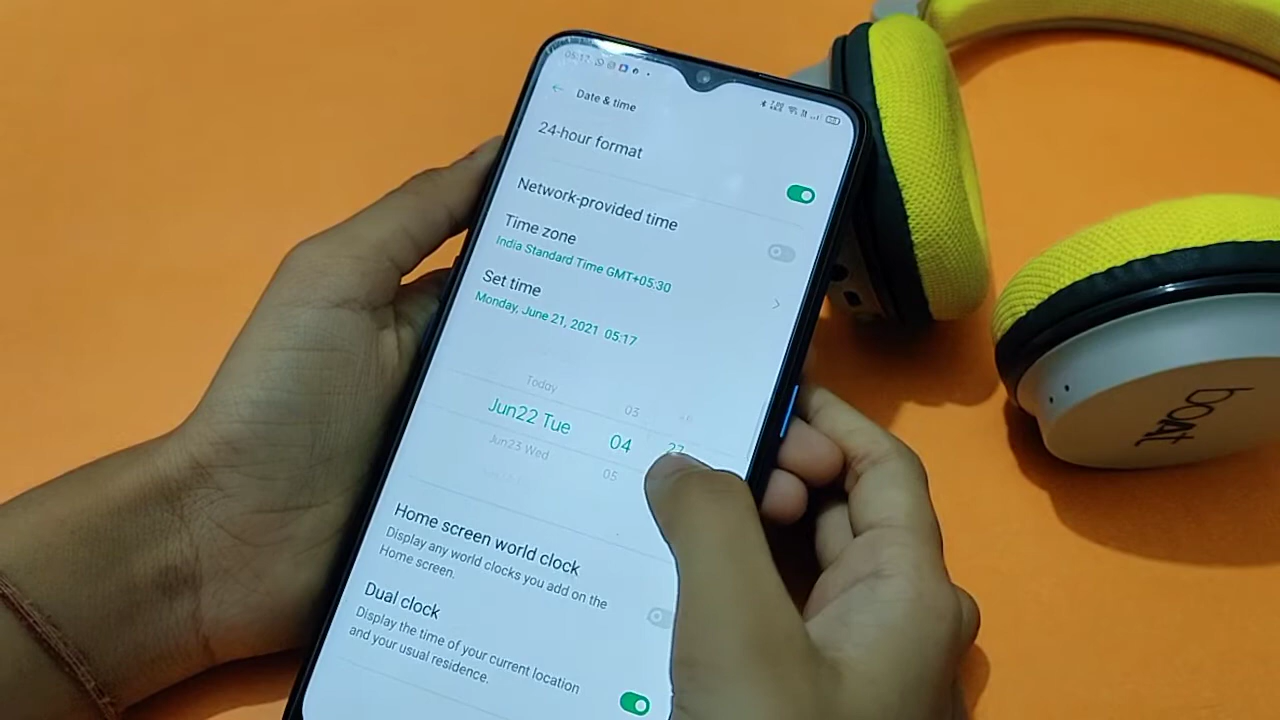 05:17
Date & time
24-hour format
Network-provided time
Time zone
India Standard Time GMT+05:30
Set time
Monday, June 21, 2021 05:17
Today
03
Jun22 Tue
04
27
Jun23 Wed
05
Home screen world clock
Display any world clocks you add on the
Home screen.
Dual clock
Display the time of your current location
and your usual residence.
boAt